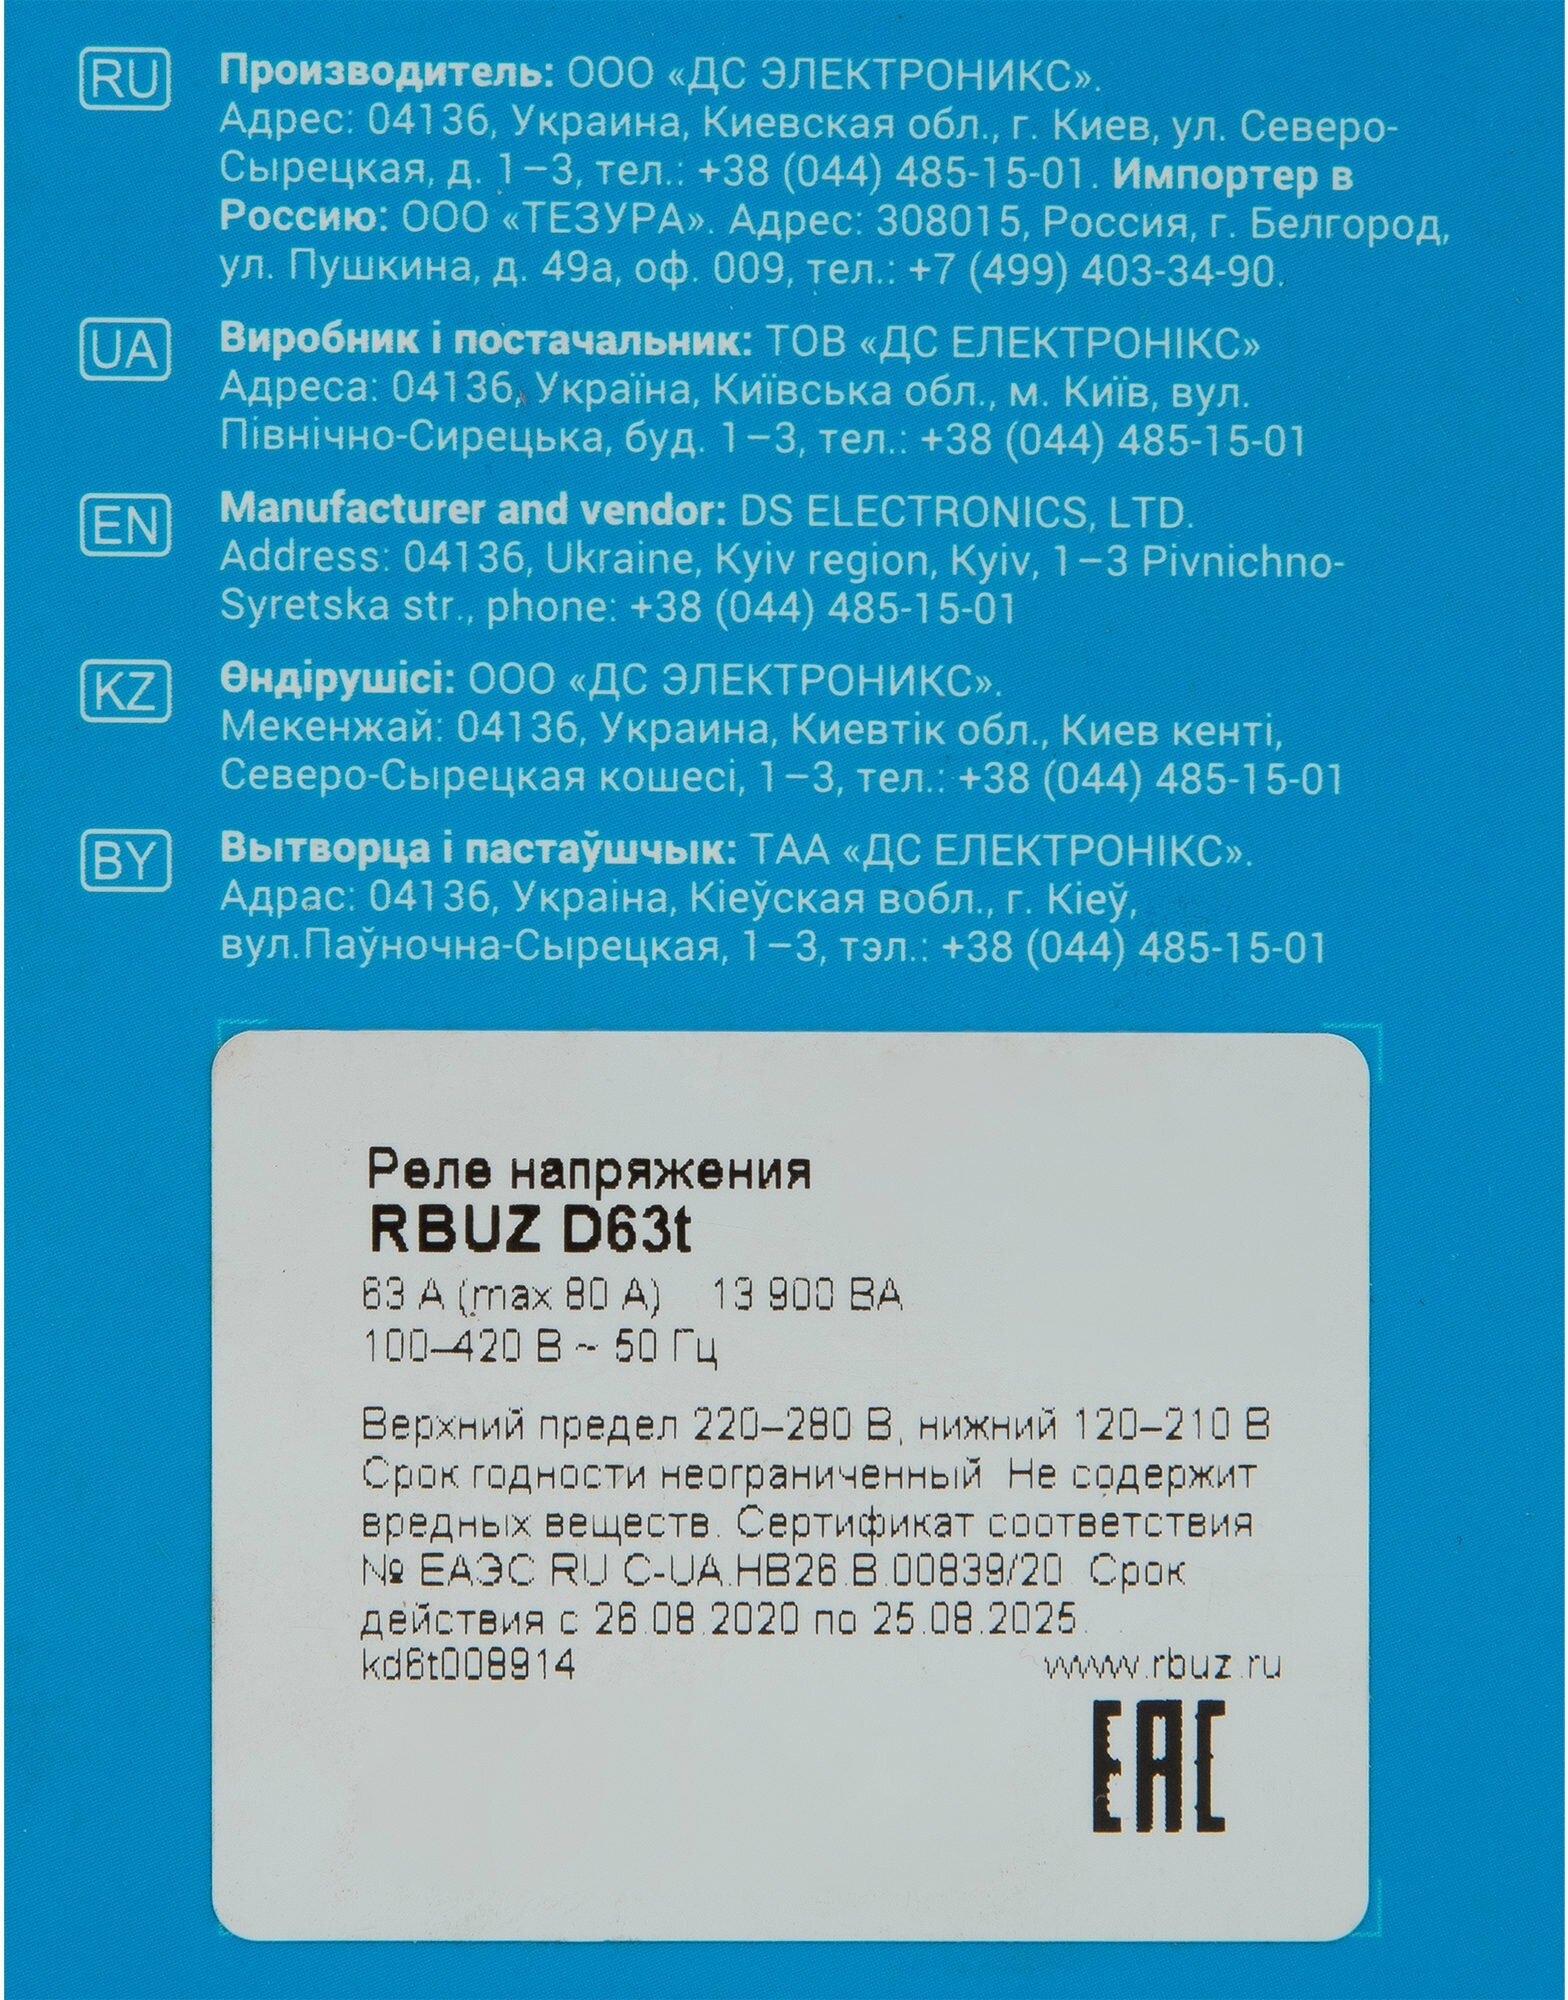 RU
Производитель: ООО «ДС ЭЛЕКТРОНИКС».
Адрес: 04136, Украина, Киевская обл., г. Киев, ул. Северо-
Сырецкая, д. 1–3, тел.: +38 (044) 485-15-01. Импортер в
Россию: ООО «ТЕЗУРА». Адрес: 308015, Россия, г. Белгород,
ул. Пушкина, д. 49а, оф. 009, тел.: +7 (499) 403-34-90.
UA
Виробник і постачальник: ТОВ «ДС ЕЛЕКТРОНІКС»
Адреса: 04136, Україна, Київська обл., м. Київ, вул.
Північно-Сирецька, буд. 1–3, тел.: +38 (044) 485-15-01
EN
Manufacturer and vendor: DS ELECTRONICS, LTD.
Address: 04136, Ukraine, Kyiv region, Kyiv, 1–3 Pivnichno-
Syretska str., phone: +38 (044) 485-15-01
KZ
Өндірушісі: ООО «ДС ЭЛЕКТРОНИКС».
Мекенжай: 04136, Украина, Киевтік обл., Киев кенті,
Северо-Сырецкая кошесі, 1–3, тел.: +38 (044) 485-15-01
BY
Вытворца і пастаўшчык: ТАА «ДС ЕЛЕКТРОНІКС».
Адрас: 04136, Украіна, Кіеўская вобл., г. Кіеў,
вул.Паўночна-Сырецкая, 1–3, тэл.: +38 (044) 485-15-01
Реле напряжения
RBUZ D63t
63 А (max 80 А) 13 900 ВА
100–420 В ~ 50 Гц
Верхний предел 220–280 В, нижний 120–210 В
Срок годности неограниченный. Не содержит
вредных веществ. Сертификат соответствия
№ ЕАЭС RU C-UA.НВ26.В.00839/20. Срок
действия с 26.08.2020 по 25.08.2025.
kd6t008914
www.rbuz.ru
EAC